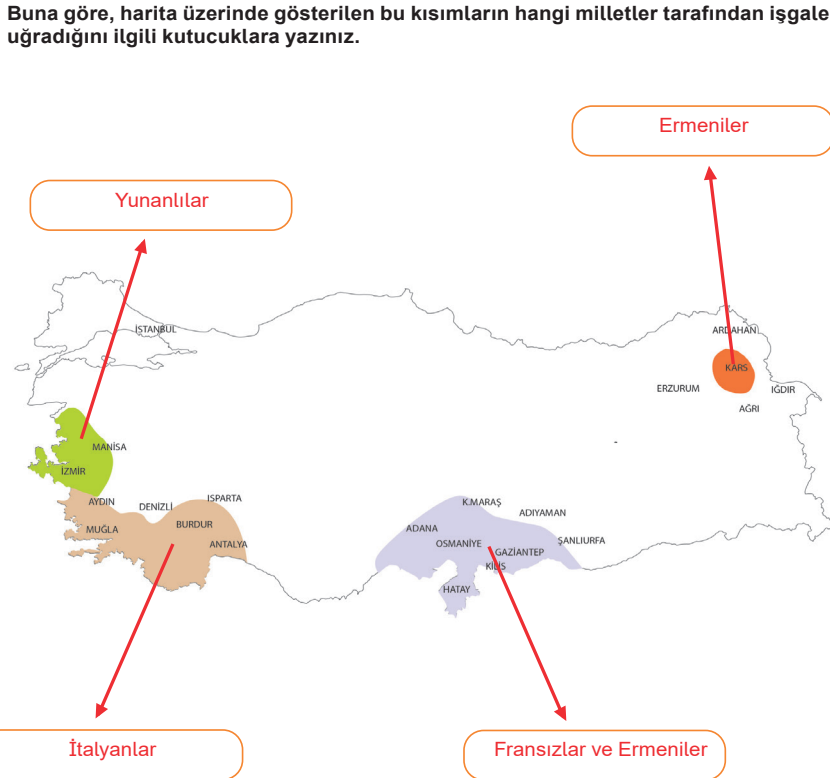 Buna göre, harita üzerinde gösterilen bu kısımların hangi milletler tarafından işgale
uğradığını ilgili kutucuklara yazınız.
Ermeniler
Yunanlılar
İSTANBUL
ARDAHAN
KARS
ERZURUM
IĞDIR
AĞRI
MANİSA
İZMİR
AYDIN
DENİZLİ
ISPARTA
MUĞLA
BURDUR
ANTALYA
K.MARAŞ
ADIYAMAN
ADANA
OSMANİYE
ŞANLIURFA
GAZİANTEP
KİLİS
HATAY
İtalyanlar
Fransızlar ve Ermeniler